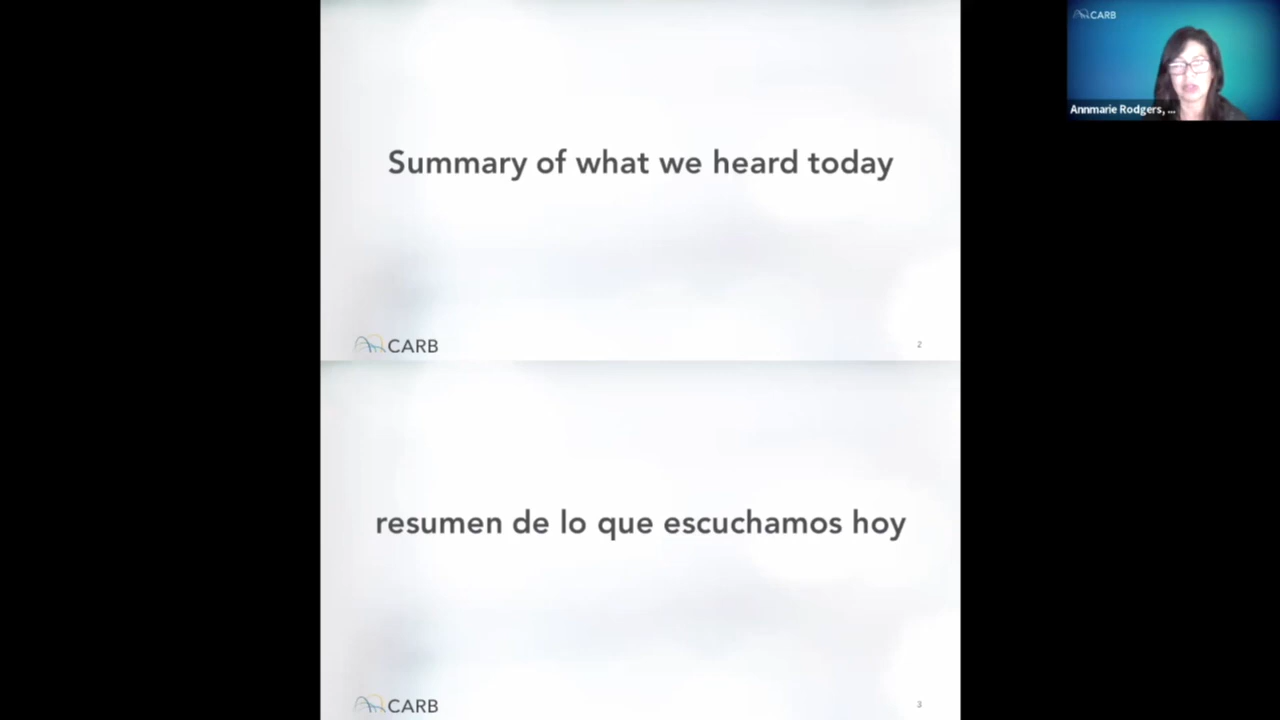 Summary of what we heard today
CARB
2
resumen de lo que escuchamos hoy
CARB
3
CARB
Annmarie Rodgers, ...